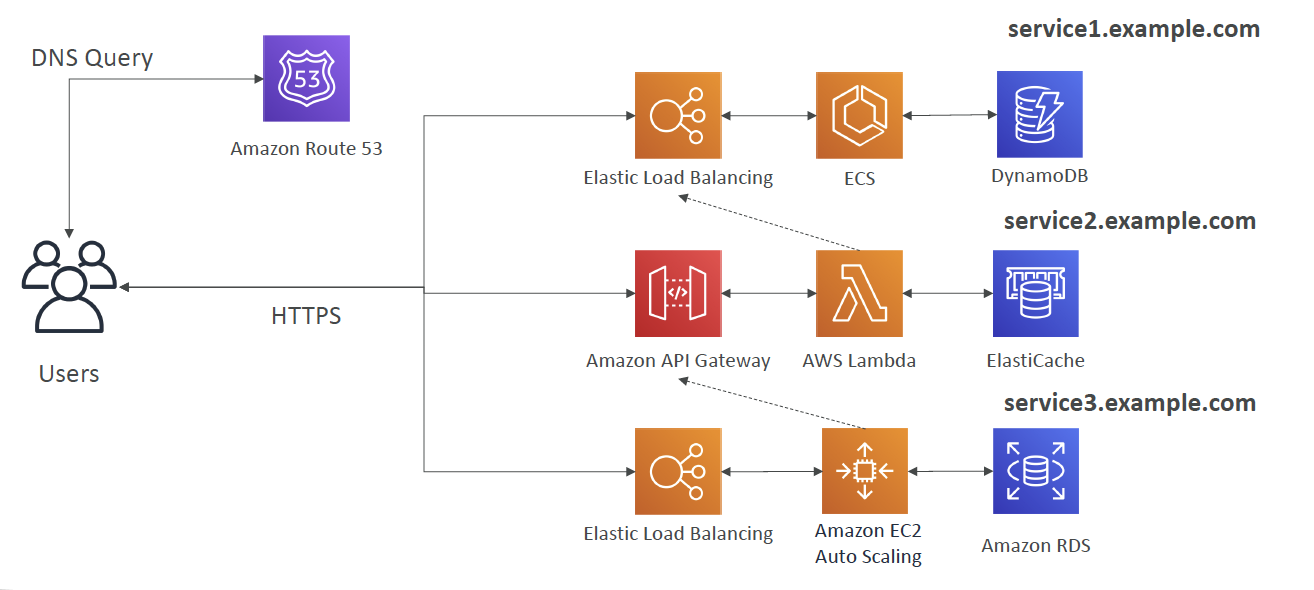 service1.example.com
DNS Query
53
Amazon Route 53
Elastic Load Balancing
ECS
DynamoDB
service2.example.com
Users
HTTPS
</>
Amazon API Gateway
AWS Lambda
ElastiCache
service3.example.com
Elastic Load Balancing
Amazon EC2
Auto Scaling
Amazon RDS